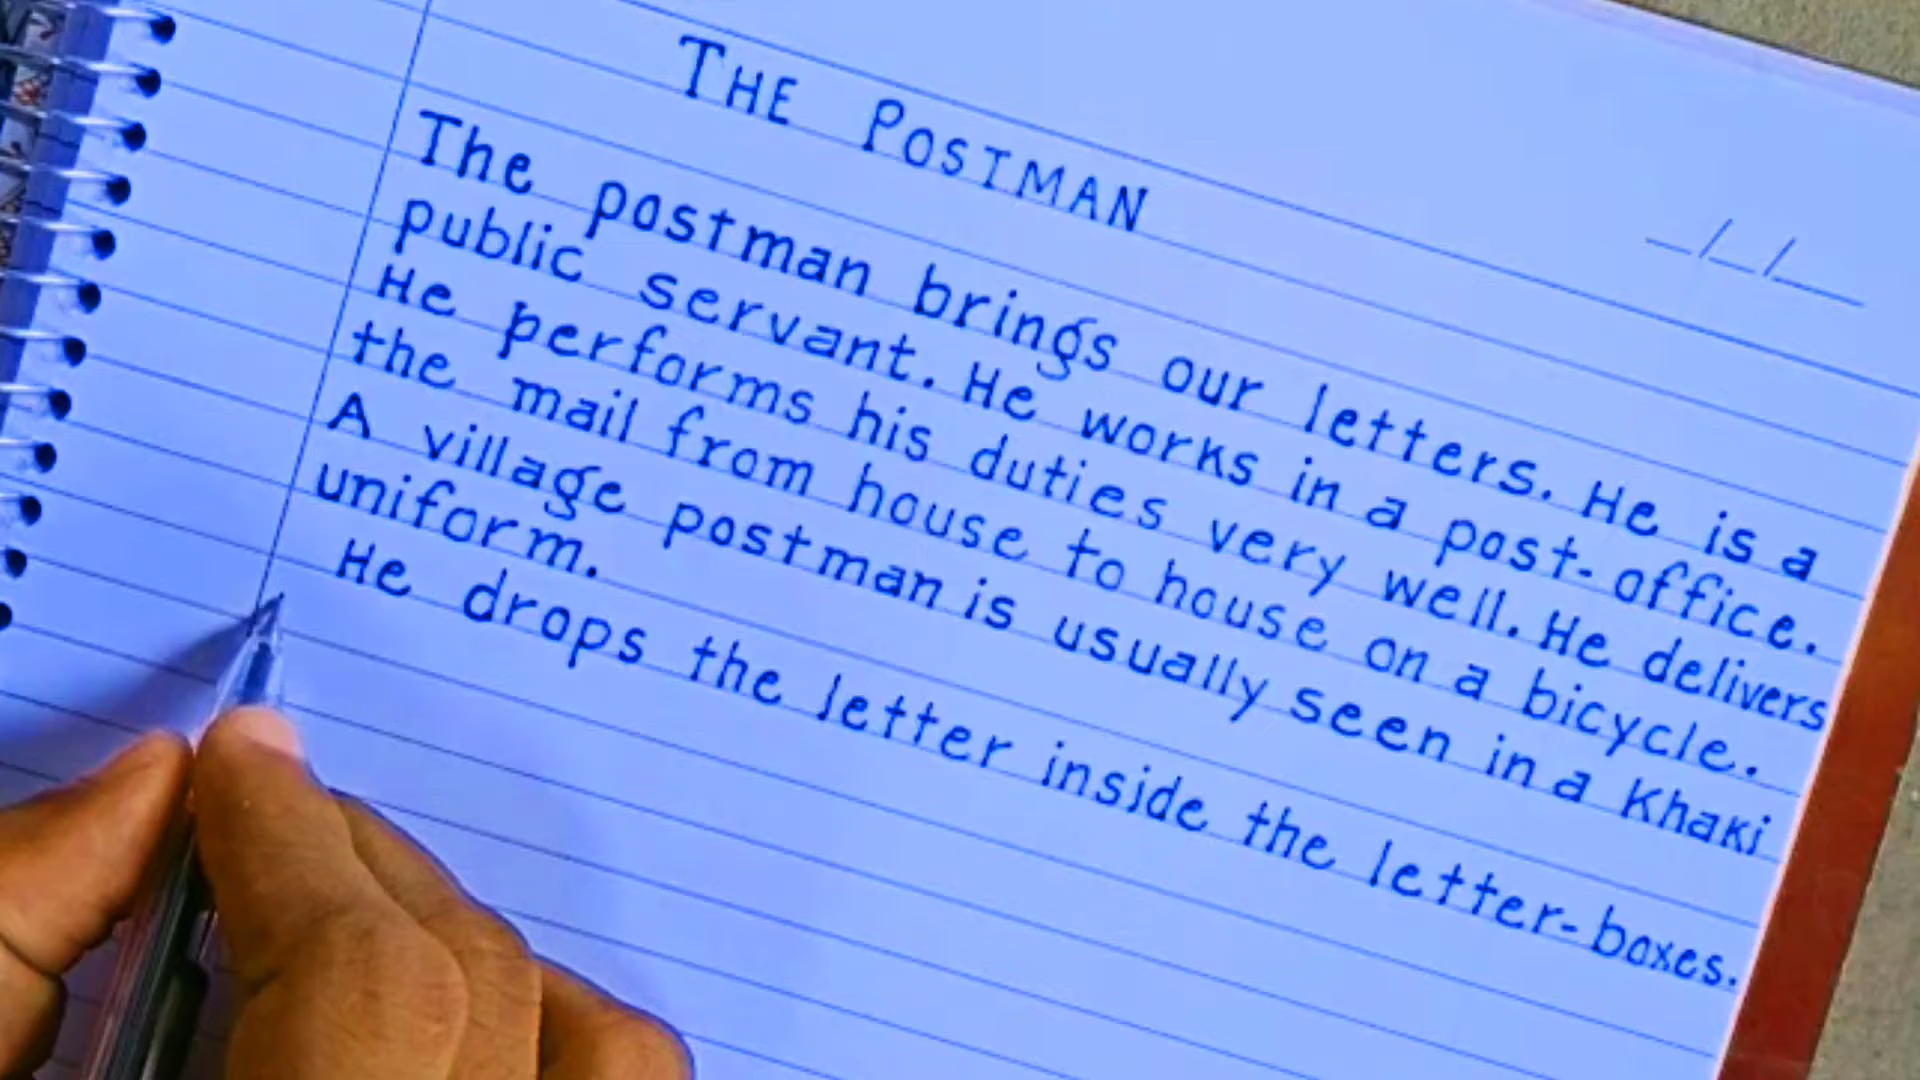 THE POSTMAN
_/_/__
The postman brings our letters. He is a
public servant. He works in a post-office.
He performs his duties very well. He delivers
the mail from house to house on a bicycle.
A village postman is usually seen in a Khaki
uniform.
He drops the letter inside the letter-boxes.